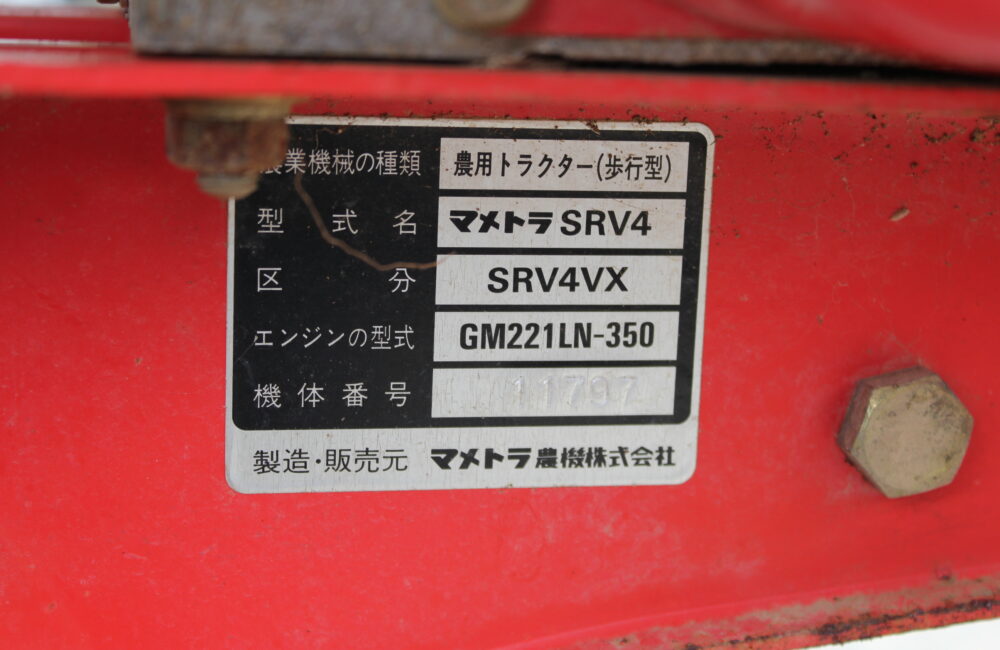 農業機械の種類 農用トラクター(歩行型)
型式名 マメトラ SRV4
区分 SRV4VX
エンジンの型式 GM221LN-350
機体番号 11797
製造・販売元 マメトラ農機株式会社